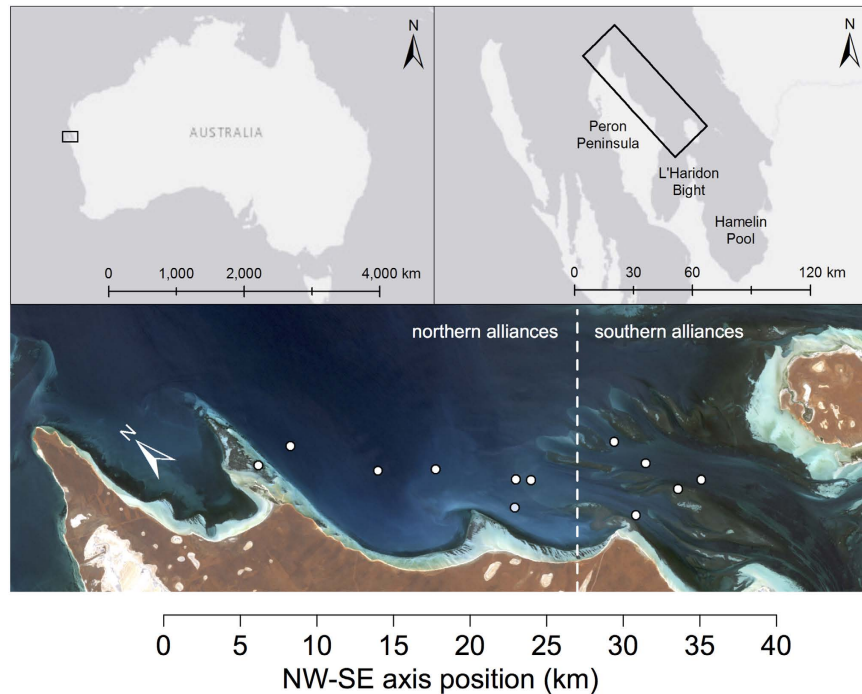 N
AUSTRALIA
0 1,000 2,000 4,000 km
N
Peron
Peninsula
L'Haridon
Bight
Hamelin
Pool
0 30 60 120 km
northern alliances
southern alliances
N
0 5 10 15 20 25 30 35 40
NW-SE axis position (km)